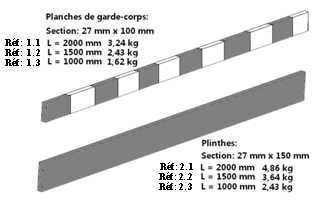 Planches de garde-corps:
Section: 27 mm x 100 mm
Réf: 1.1 L = 2000 mm 3,24 kg
Réf: 1.2 L = 1500 mm 2,43 kg
Réf: 1.3 L = 1000 mm 1,62 kg
Plinthes:
Section: 27 mm x 150 mm
Réf: 2.1 L = 2000 mm 4,86 kg
Réf: 2.2 L = 1500 mm 3,64 kg
Réf: 2.3 L = 1000 mm 2,43 kg